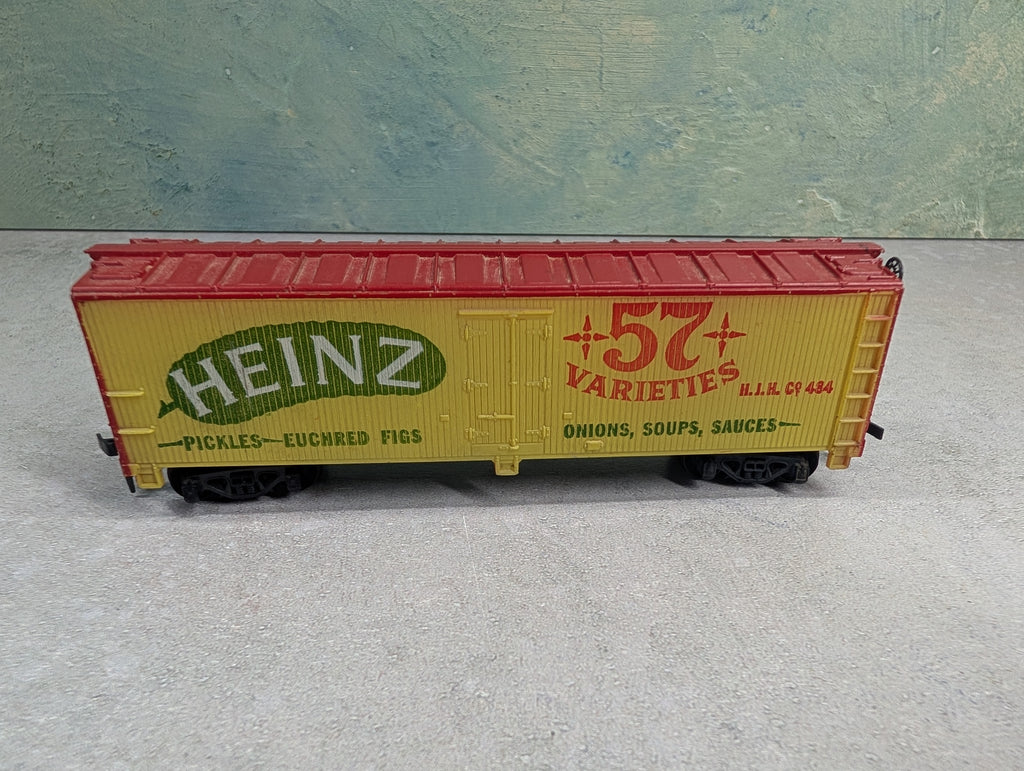 HEINZ
PICKLES—EUCHRED FIGS
57
VARIETIES
H.J.H. Cº 484
ONIONS, SOUPS, SAUCES